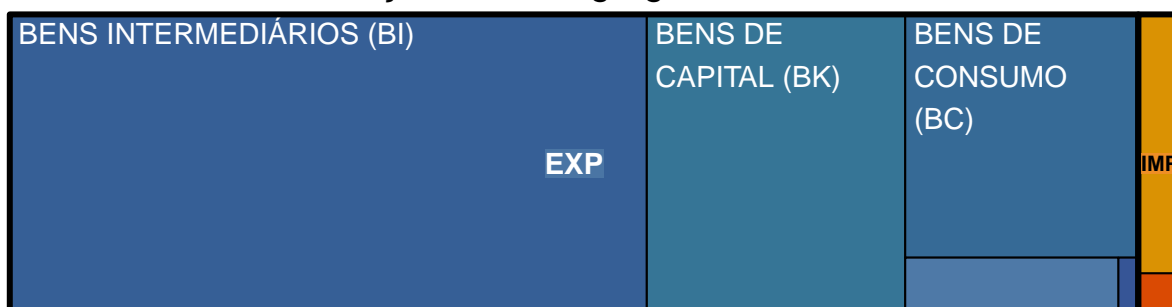 BENS INTERMEDIÁRIOS (BI)
BENS DE
CAPITAL (BK)
BENS DE
CONSUMO
(BC)
EXP